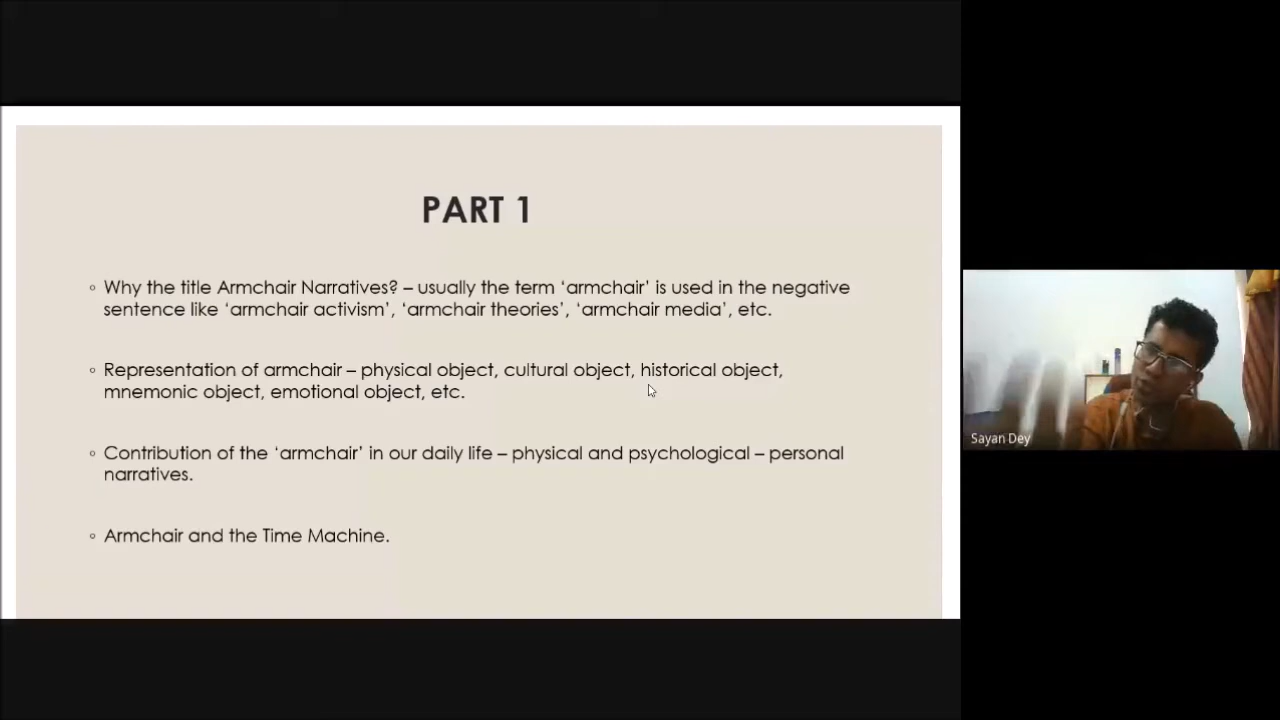 PART 1
◦ Why the title Armchair Narratives? – usually the term ‘armchair’ is used in the negative
sentence like ‘armchair activism’, ‘armchair theories’, ‘armchair media’, etc.
◦ Representation of armchair – physical object, cultural object, historical object,
mnemonic object, emotional object, etc.
◦ Contribution of the ‘armchair’ in our daily life – physical and psychological – personal
narratives.
◦ Armchair and the Time Machine.
Sayan Dey